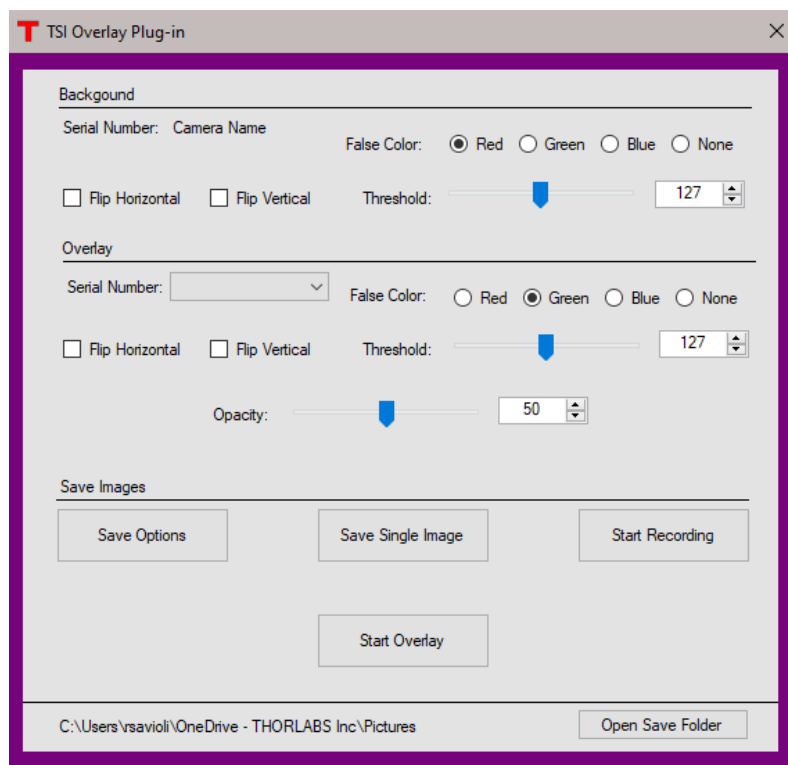 TSI Overlay Plug-in
Backgound
Serial Number: Camera Name
False Color: Red Green Blue None
Flip Horizontal Flip Vertical Threshold: 127
Overlay
Serial Number: False Color: Red Green Blue None
Flip Horizontal Flip Vertical Threshold: 127
Opacity: 50
Save Images
Save Options Save Single Image Start Recording
Start Overlay
C:\Users\rsavioli\OneDrive - THORLABS Inc\Pictures Open Save Folder